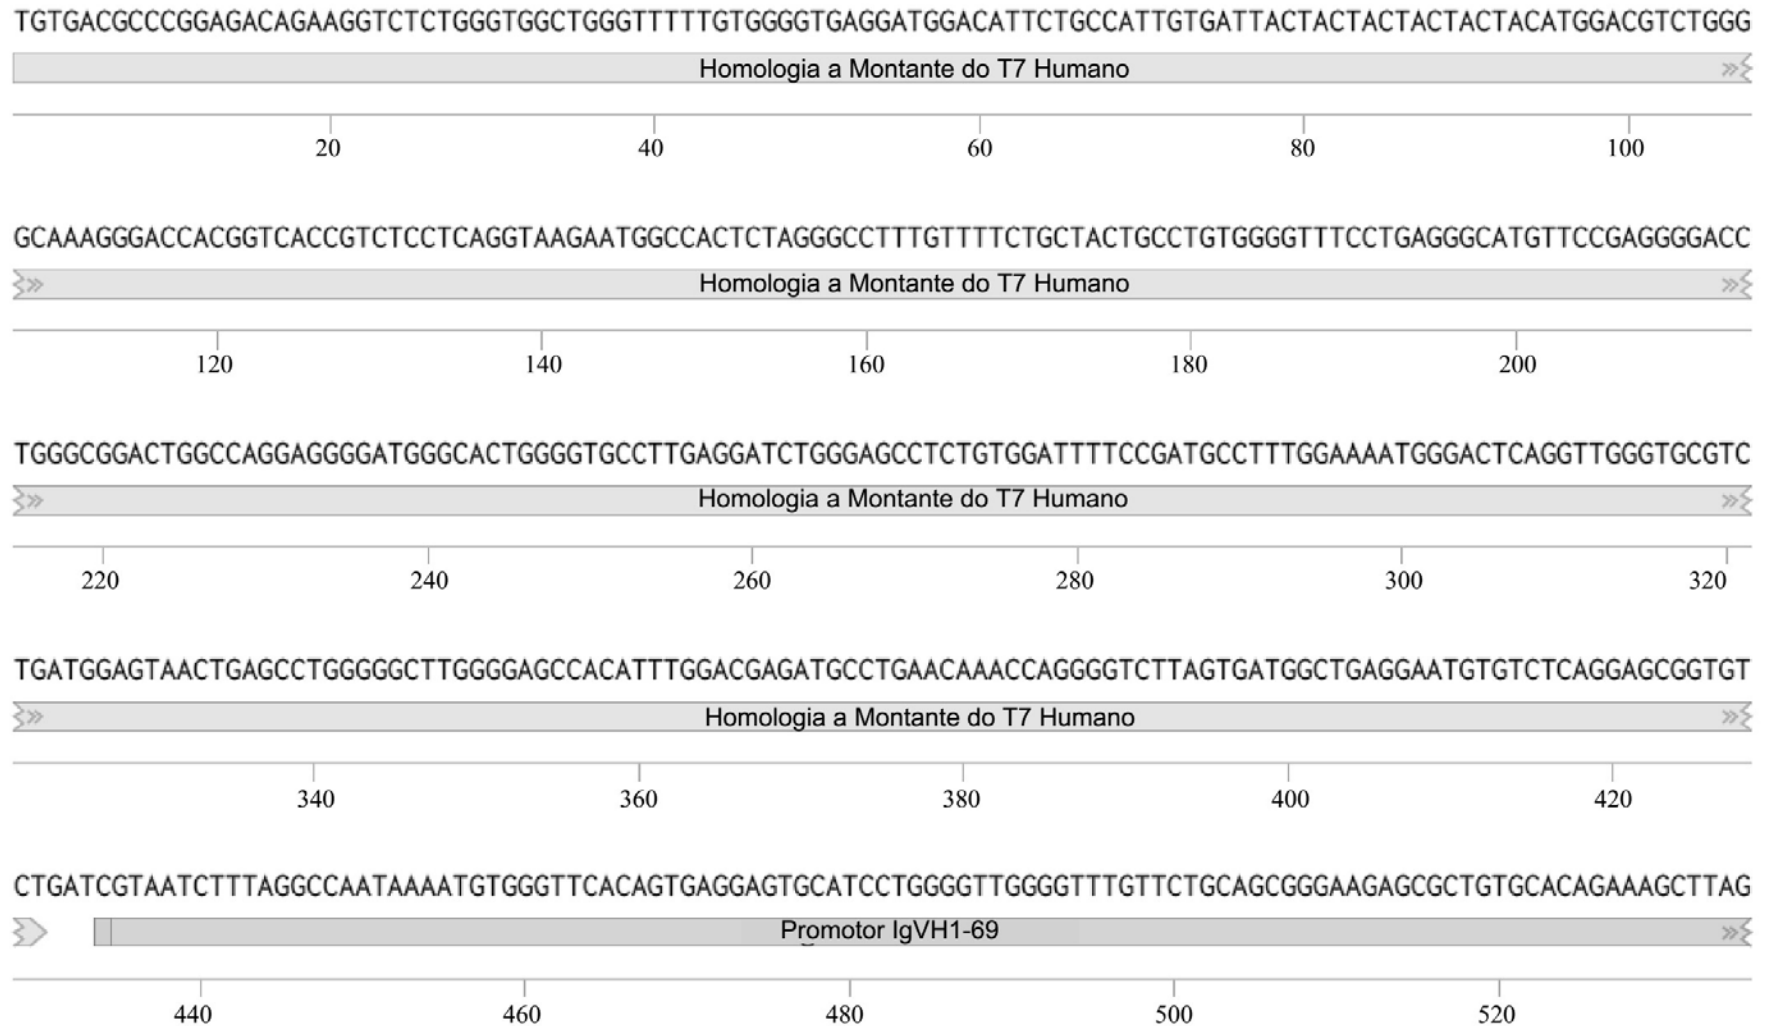 TGTGACGCCCGGAGACAGAAGGTCTCTGGGTGGCTGGGTTTTTGTGGGGTGAGGATGGACATTCTGCCATTGTGATTACTACTACTACTACTACATGGACGTCTGGG
Homologia a Montante do T7 Humano
20 40 60 80 100
GCAAAGGGACCACGGTCACCGTCTCCTCAGGTAAGAATGGCCACTCTAGGGCCTTTGTTTTCTGCTACTGCCTGTGGGGTTTCCTGAGGGCATGTTCCGAGGGGACC
Homologia a Montante do T7 Humano
120 140 160 180 200
TGGGCGGACTGGCCAGGAGGGGATGGGCACTGGGGTGCCTTGAGGATCTGGGAGCCTCTGTGGATTTTCCGATGCCTTTGGAAAATGGGACTCAGGTTGGGTGCGTC
Homologia a Montante do T7 Humano
220 240 260 280 300 320
TGATGGAGTAACTGAGCCTGGGGGCTTGGGGAGCCACATTTGGACGAGATGCCTGAACAAACCAGGGGTCTTAGTGATGGCTGAGGAATGTGTCTCAGGAGCGGTGT
Homologia a Montante do T7 Humano
340 360 380 400 420
CTGATCGTAATCTTTAGGCCAATAAAATGTGGGTTCACAGTGAGGAGTGCATCCTGGGGTTGGGGTTTGTTCTGCAGCGGGAAGAGCGCTGTGCACAGAAAGCTTAG
Promotor IgVH1-69
440 460 480 500 520